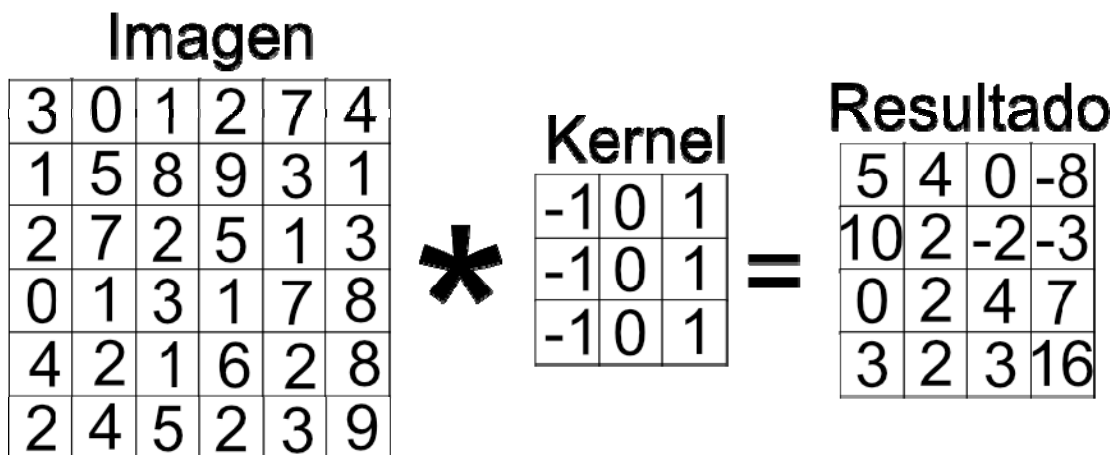 Imagen
3 0 1 2 7 4
1 5 8 9 3 1
2 7 2 5 1 3
0 1 3 1 7 8
4 2 1 6 2 8
2 4 5 2 3 9
*
Kernel
-1 0 1
-1 0 1
-1 0 1
=
Resultado
5 4 0 -8
10 2 -2 -3
0 2 4 7
3 2 3 16